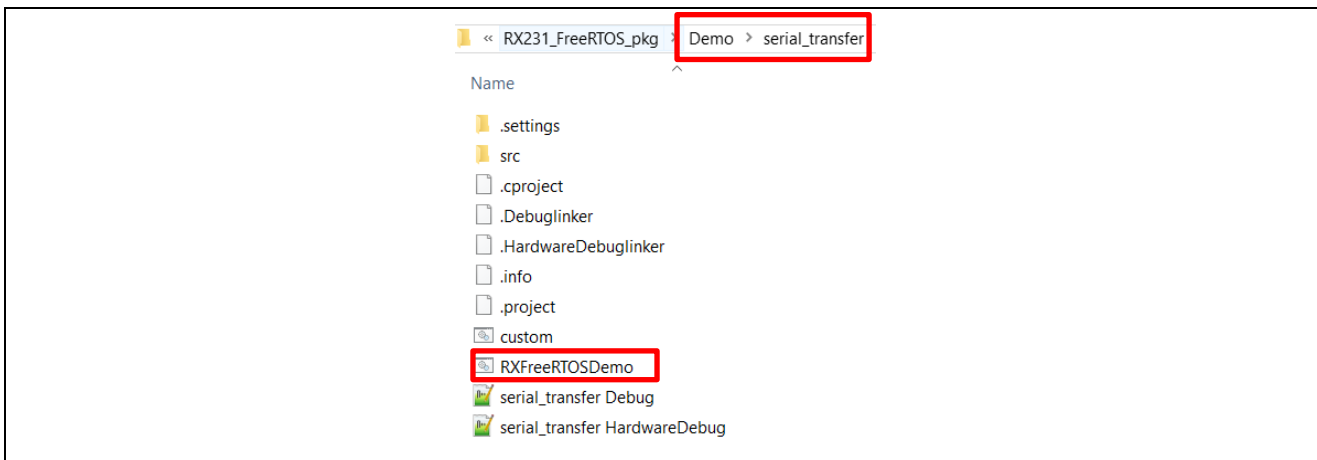 « RX231_FreeRTOS_pkg > Demo > serial_transfer
Name
.settings
src
.cproject
.Debuglinker
.HardwareDebuglinker
.info
.project
custom
RXFreeRTOSDemo
serial_transfer Debug
serial_transfer HardwareDebug